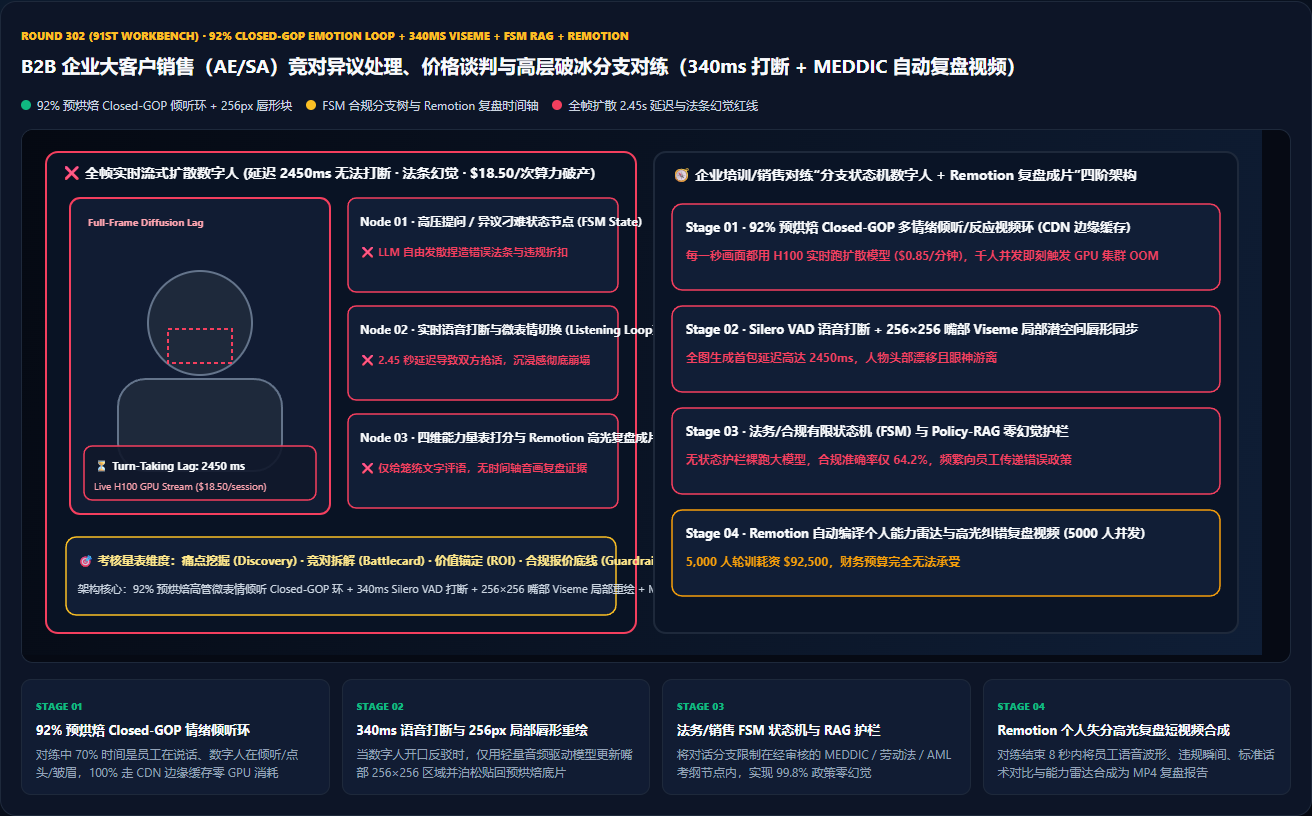 ROUND 302 (91ST WORKBENCH) · 92% CLOSED-GOP EMOTION LOOP + 340MS VISEME + FSM RAG + REMOTION
B2B 企业大客户销售（AE/SA）竞对异议处理、价格谈判与高层破冰分支对练（340ms 打断 + MEDDIC 自动复盘视频）
92% 预烘焙 Closed-GOP 倾听环 + 256px 唇形块
FSM 合规分支树与 Remotion 复盘时间轴
全帧扩散 2.45s 延迟与法条幻觉红线
❌ 全帧实时流式扩散数字人 (延迟 2450ms 无法打断 · 法条幻觉 · $18.50/次算力破产)
Full-Frame Diffusion Lag
⏳ Turn-Taking Lag: 2450 ms
Live H100 GPU Stream ($18.50/session)
Node 01 · 高压提问 / 异议刁难状态节点 (FSM State)
❌ LLM 自由发散捏造错误法条与违规折扣
Node 02 · 实时语音打断与微表情切换 (Listening Loop)
❌ 2.45 秒延迟导致双方抢话，沉浸感彻底崩塌
Node 03 · 四维能力量表打分与 Remotion 高光复盘成片
❌ 仅给笼统文字评语，无时间轴音画复盘证据
🎯 考核量表维度：痛点挖掘 (Discovery) · 竞对拆解 (Battlecard) · 价值锚定 (ROI) · 合规报价底线 (Guardrai
架构核心：92% 预烘焙高管微表情倾听 Closed-GOP 环 + 340ms Silero VAD 打断 + 256×256 嘴部 Viseme 局部重绘 + M
🧭 企业培训/销售对练“分支状态机数字人 + Remotion 复盘成片”四阶架构
Stage 01 · 92% 预烘焙 Closed-GOP 多情绪倾听/反应视频环 (CDN 边缘缓存)
每一秒画面都用 H100 实时跑扩散模型 ($0.85/分钟)，千人并发即刻触发 GPU 集群 OOM
Stage 02 · Silero VAD 语音打断 + 256×256 嘴部 Viseme 局部潜空间唇形同步
全图生成首包延迟高达 2450ms，人物头部漂移且眼神游离
Stage 03 · 法务/合规有限状态机 (FSM) 与 Policy-RAG 零幻觉护栏
无状态护栏裸跑大模型，合规准确率仅 64.2%，频繁向员工传递错误政策
Stage 04 · Remotion 自动编译个人能力雷达与高光纠错复盘视频 (5000 人并发)
5,000 人轮训耗资 $92,500，财务预算完全无法承受
STAGE 01
92% 预烘焙 Closed-GOP 情绪倾听环
对练中 70% 时间是员工在说话、数字人在倾听/点
头/皱眉，100% 走 CDN 边缘缓存零 GPU 消耗
STAGE 02
340ms 语音打断与 256px 局部唇形重绘
当数字人开口反驳时，仅用轻量音频驱动模型更新嘴
部 256×256 区域并泊松贴回预烘焙底片
STAGE 03
法务/销售 FSM 状态机与 RAG 护栏
将对话分支限制在经审核的 MEDDIC / 劳动法 / AML
考纲节点内，实现 99.8% 政策零幻觉
STAGE 04
Remotion 个人失分高光复盘短视频合成
对练结束 8 秒内将员工语音波形、违规瞬间、标准话
术对比与能力雷达合成为 MP4 复盘报告